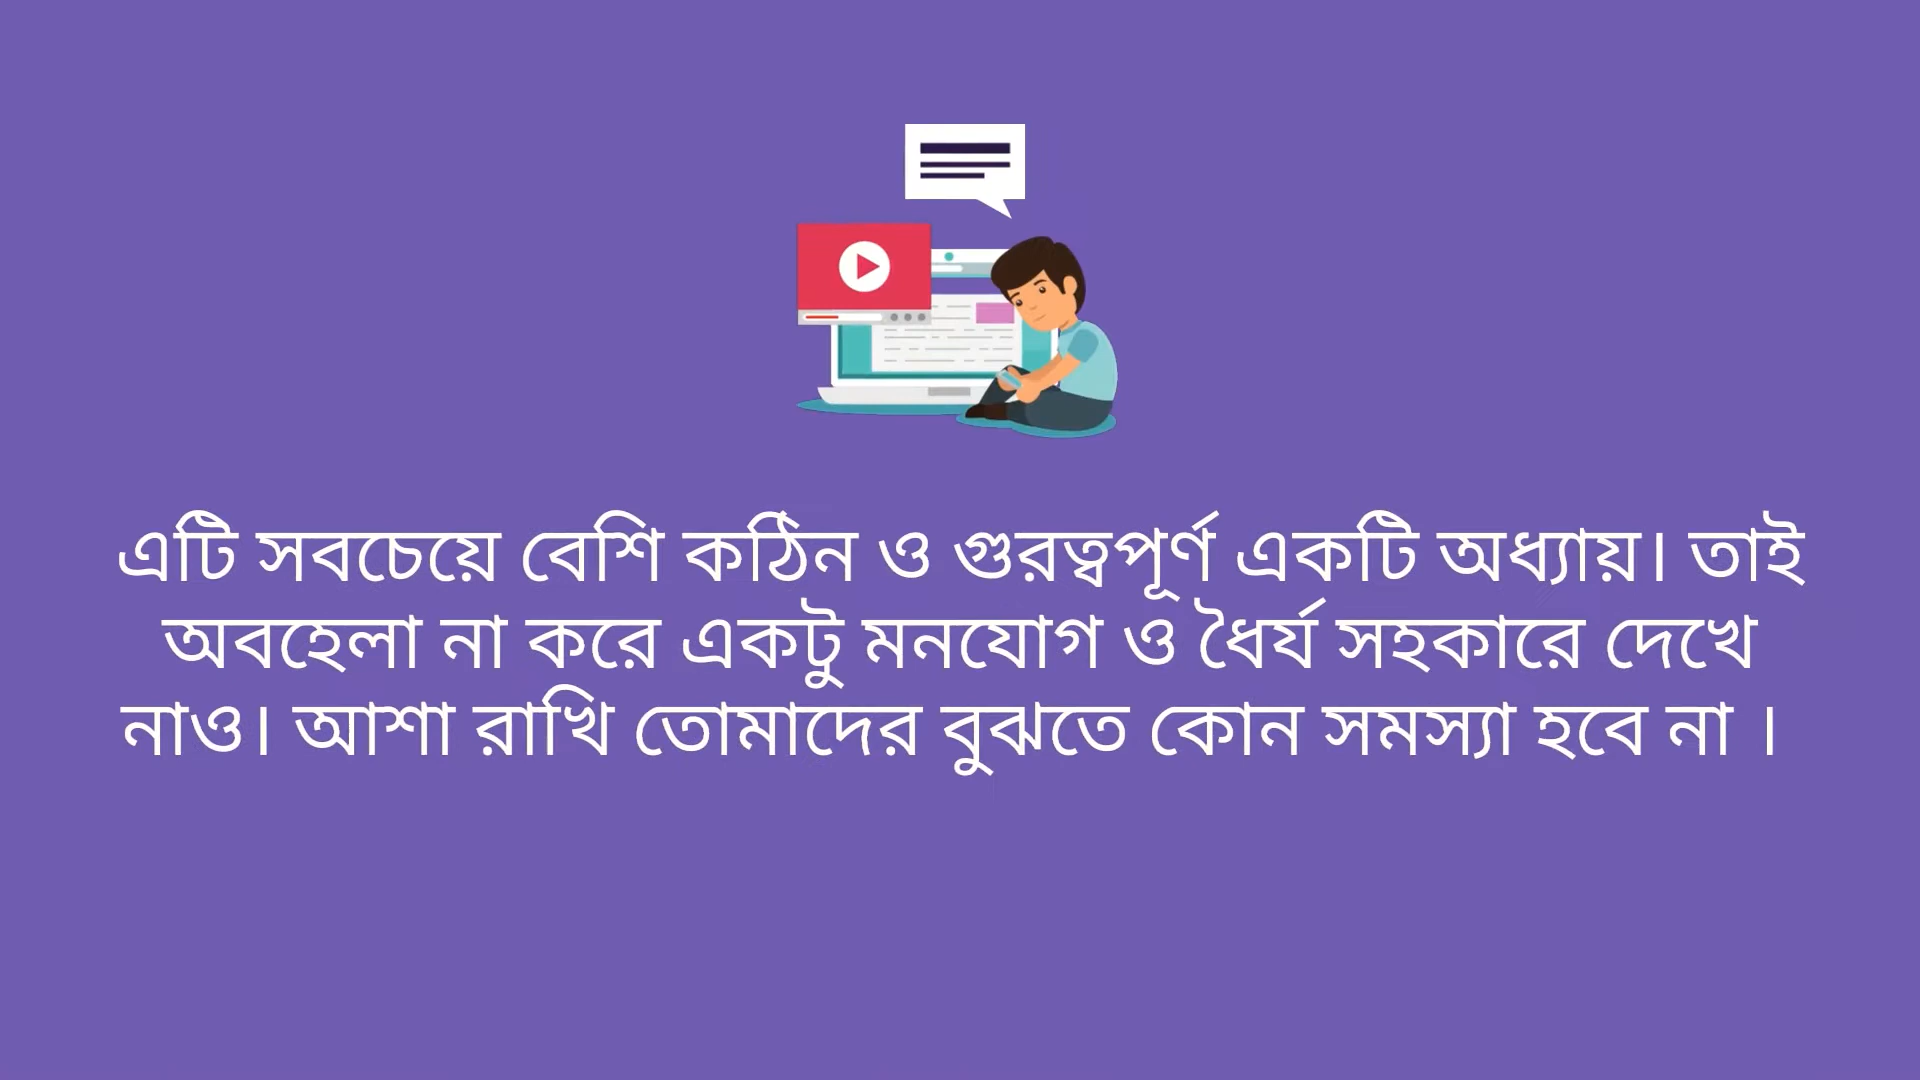 এটি সবচেয়ে বেশি কঠিন ও গুরত্বপূর্ণ একটি অধ্যায়। তাই
অবহেলা না করে একটু মনযোগ ও ধৈর্য সহকারে দেখে
নাও। আশা রাখি তোমাদের বুঝতে কোন সমস্যা হবে না ।